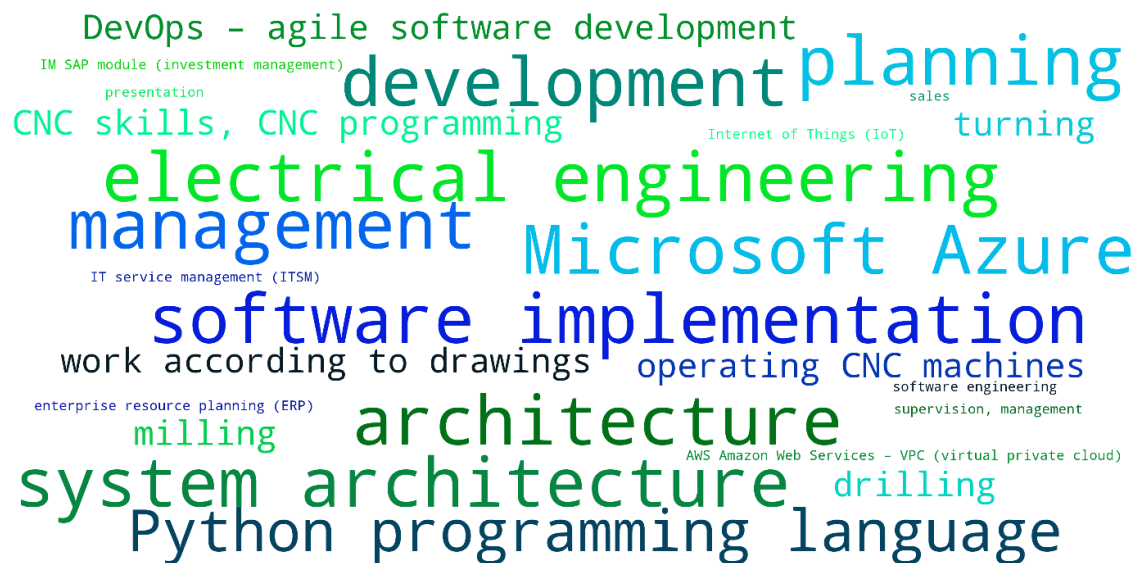 DevOps – agile software development
planning
IM SAP module (investment management)
development
presentation
sales
CNC skills, CNC programming
Internet of Things (IoT)
turning
electrical engineering
management
Microsoft Azure
IT service management (ITSM)
software implementation
work according to drawings
operating CNC machines
software engineering
enterprise resource planning (ERP)
architecture
supervision, management
milling
AWS Amazon Web Services – VPC (virtual private cloud)
system architecture
drilling
Python programming language